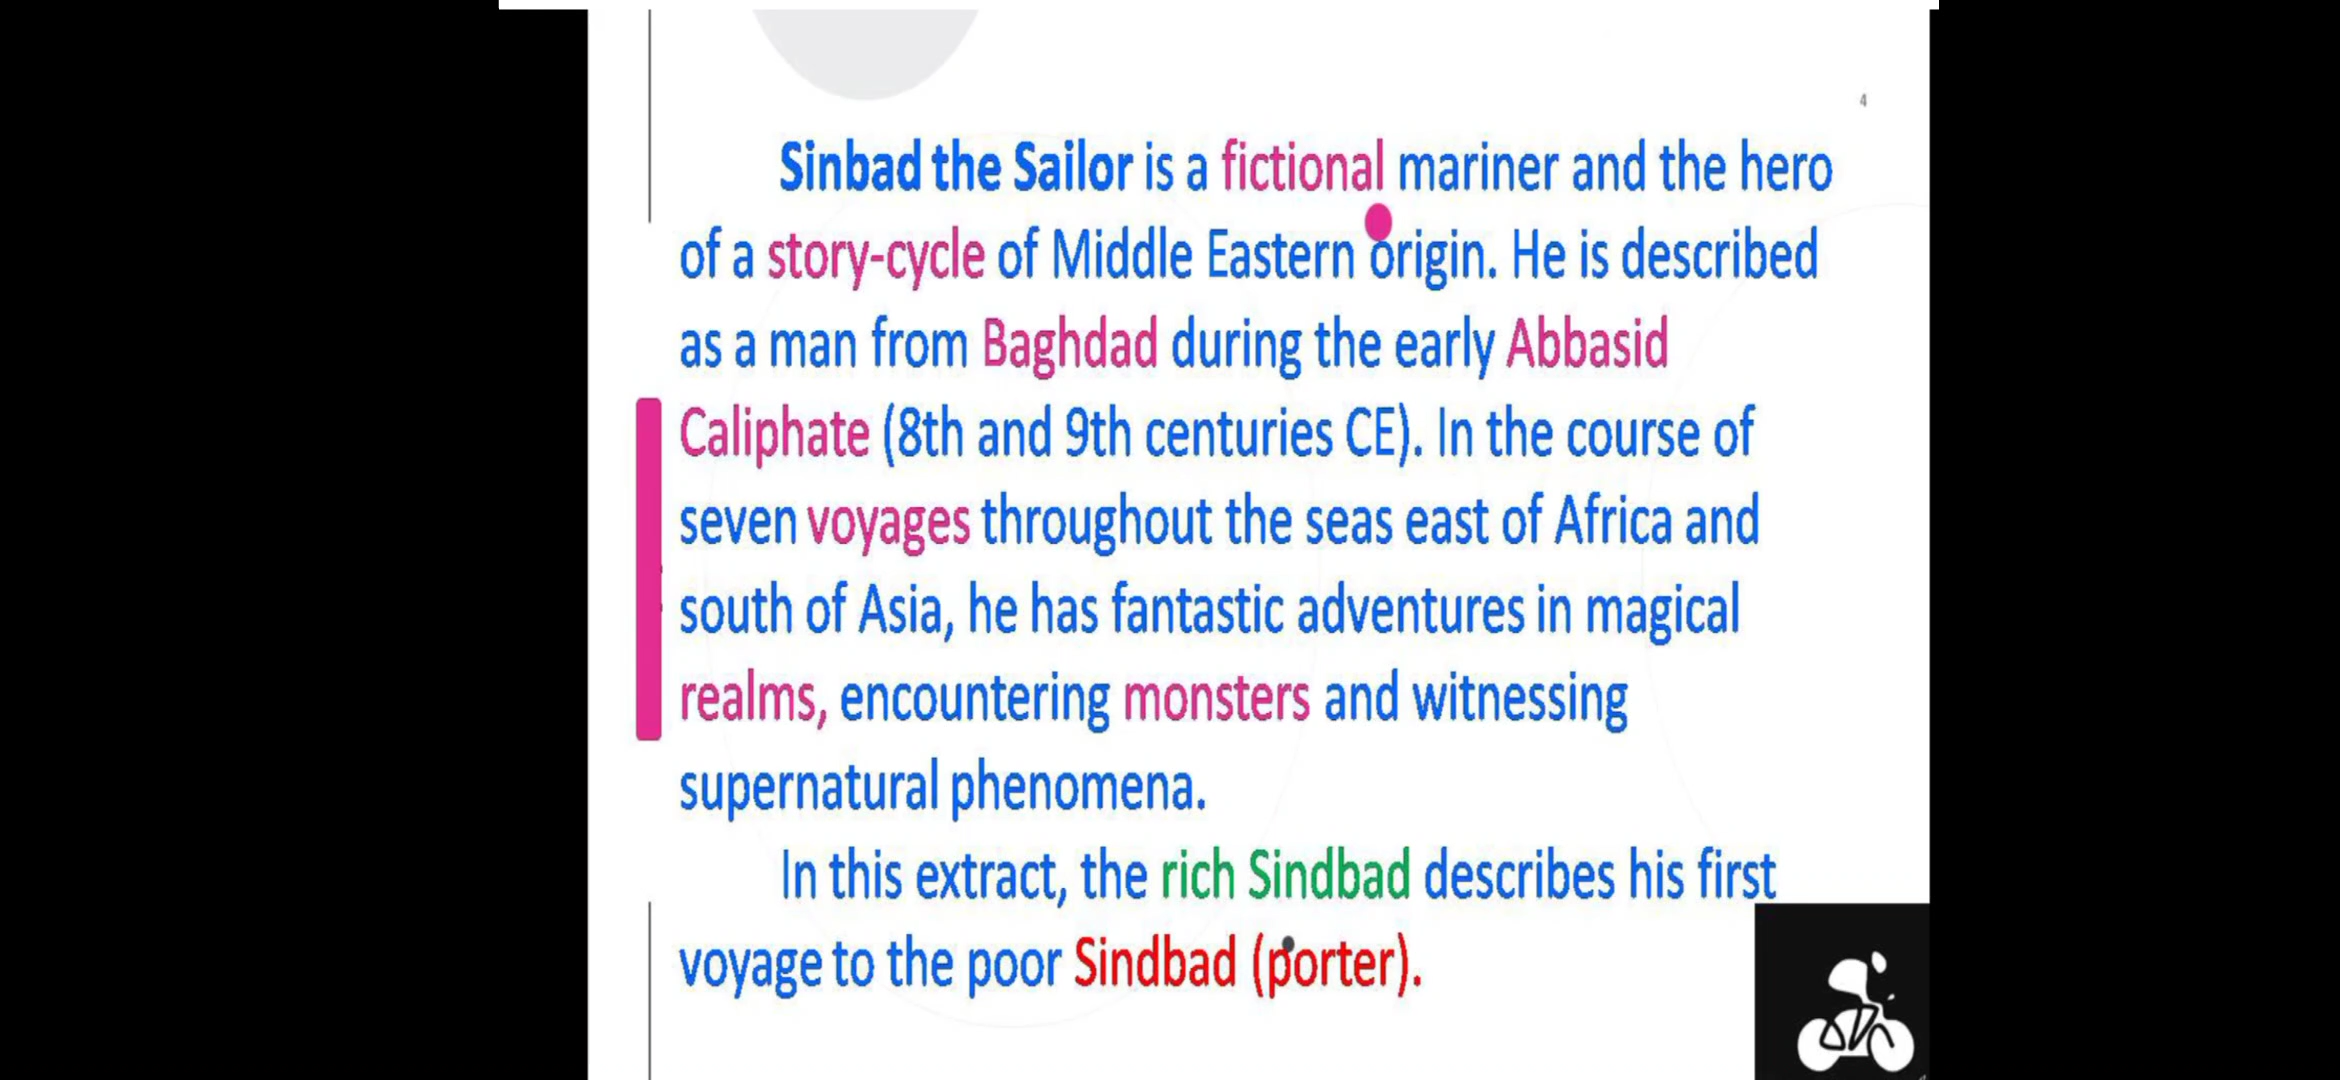 4
Sinbad the Sailor is a fictional mariner and the hero
of a story-cycle of Middle Eastern origin. He is described
as a man from Baghdad during the early Abbasid
Caliphate (8th and 9th centuries CE). In the course of
seven voyages throughout the seas east of Africa and
south of Asia, he has fantastic adventures in magical
realms, encountering monsters and witnessing
supernatural phenomena.
In this extract, the rich Sindbad describes his first
voyage to the poor Sindbad (porter).